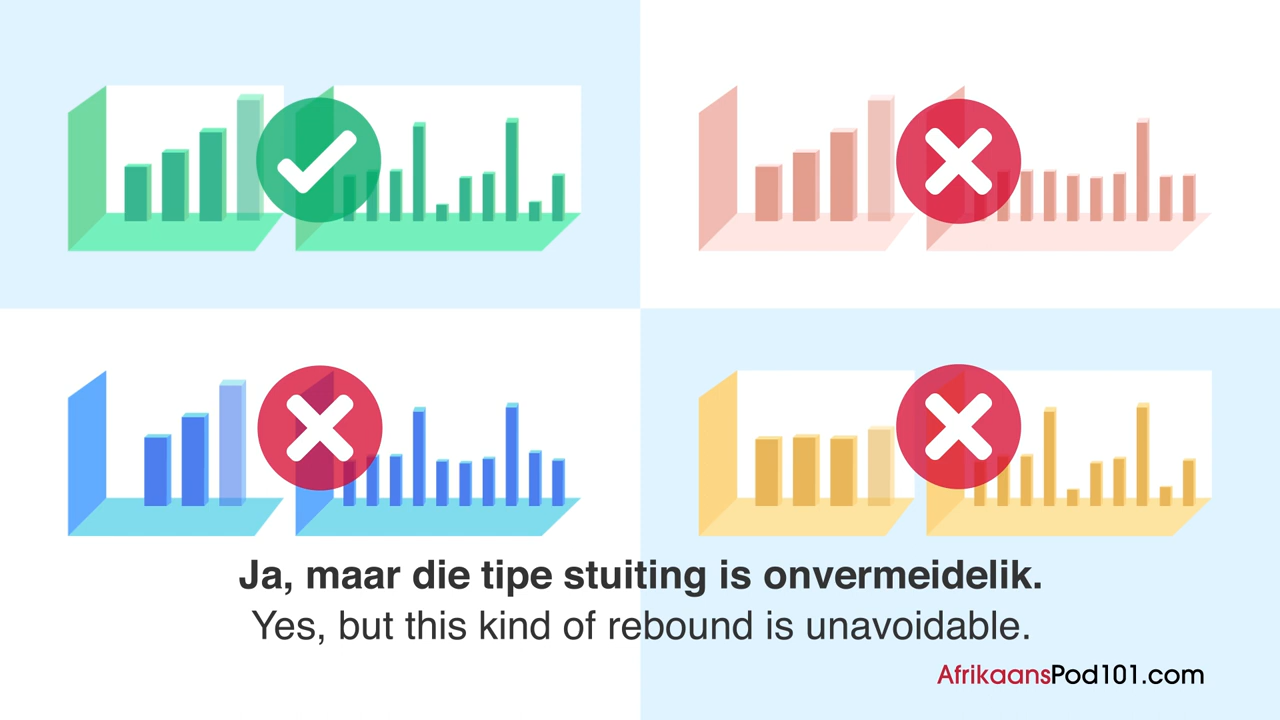 Ja, maar die tipe stuiting is onvermeidelik.
Yes, but this kind of rebound is unavoidable.
AfrikaansPod101.com